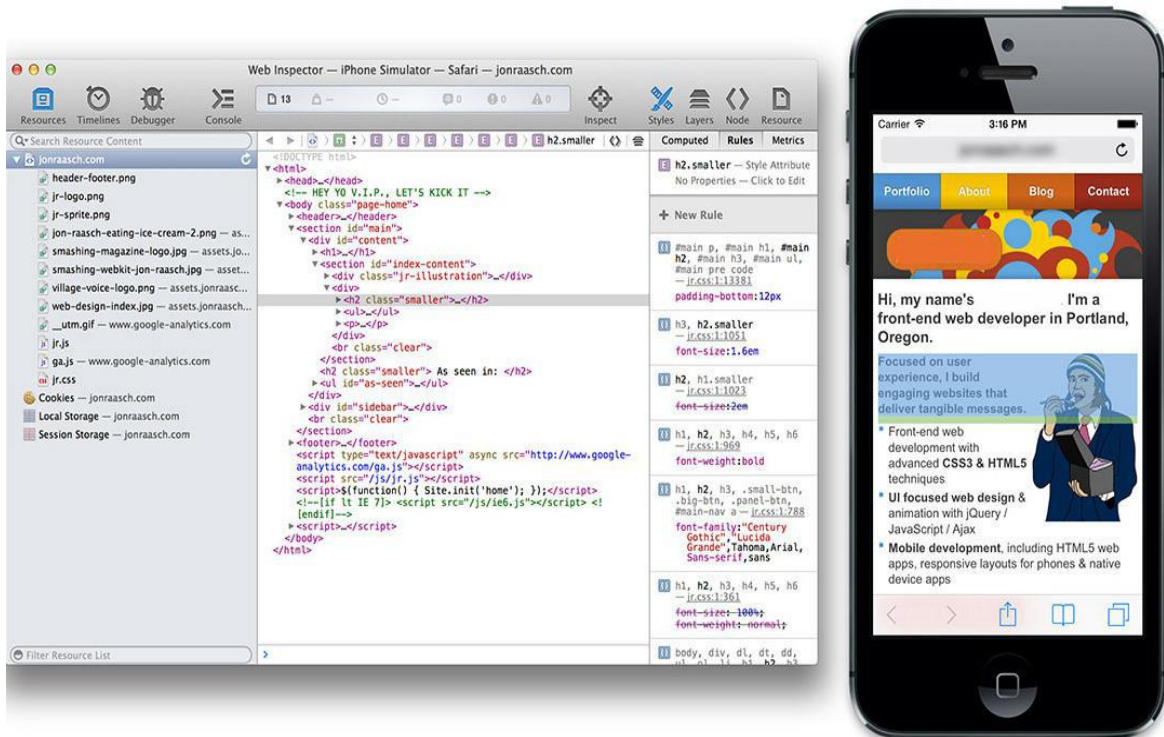 Web Inspector — iPhone Simulator — Safari — jonraasch.com
Resources Timelines Debugger Console
13 – – 0 0 0
Inspect
Styles Layers Node Resource
Search Resource Content
jonraasch.com
header-footer.png
jr-logo.png
jr-sprite.png
jon-raasch-eating-ice-cream-2.png — as...
smashing-magazine-logo.jpg — assets.jo...
smashing-webkit-jon-raasch.jpg — asset...
village-voice-logo.png — assets.jonraasc...
web-design-index.jpg — assets.jonraasch...
__utm.gif — www.google-analytics.com
jr.js
ga.js — www.google-analytics.com
jr.css
Cookies — jonraasch.com
Local Storage — jonraasch.com
Session Storage — jonraasch.com
Filter Resource List
E E E E E E E h2.smaller
<!DOCTYPE html>
<html>
<head>…</head>
<!-- HEY YO V.I.P., LET'S KICK IT -->
<body class="page-home">
<header>…</header>
<section id="main">
<div id="content">
<h1>…</h1>
<section id="index-content">
<div class="jr-illustration">…</div>
<div>
<h2 class="smaller">…</h2>
<ul>…</ul>
<p>…</p>
</div>
<br class="clear">
</section>
<h2 class="smaller"> As seen in: </h2>
<ul id="as-seen">…</ul>
</div>
<div id="sidebar">…</div>
<br class="clear">
</section>
<footer>…</footer>
<script type="text/javascript" async src="http://www.google-
analytics.com/ga.js"></script>
<script src="/js/jr.js"></script>
<script>$(function() { Site.init('home'); });</script>
<!--[if lt IE 7]> <script src="/js/ie6.js"></script> <!
[endif]-->
<script>…</script>
</body>
</html>
Computed Rules Metrics
E h2.smaller — Style Attribute
No Properties — Click to Edit
+ New Rule
#main p, #main h1, #main
h2, #main h3, #main ul,
#main pre code
— jr.css:1:13381
padding-bottom:12px
h3, h2.smaller
— jr.css:1:1051
font-size:1.6em
h2, h1.smaller
— jr.css:1:1023
font-size:2em
h1, h2, h3, h4, h5, h6
— jr.css:1:969
font-weight:bold
h1, h2, h3, .small-btn,
.big-btn, .panel-btn,
#main-nav a — jr.css:1:788
font-family:"Century
Gothic","Lucida
Grande",Tahoma,Arial,
Sans-serif,sans
h1, h2, h3, h4, h5, h6
— jr.css:1:361
font-size: 100%;
font-weight: normal;
body, div, dl, dt, dd,
Carrier 3:16 PM
Portfolio About Blog Contact
Hi, my name's I'm a
front-end web developer in Portland,
Oregon.
Focused on user
experience, I build
engaging websites that
deliver tangible messages.
Front-end web
development with
advanced CSS3 & HTML5
techniques
UI focused web design &
animation with jQuery /
JavaScript / Ajax
Mobile development, including HTML5 web
apps, responsive layouts for phones & native
device apps